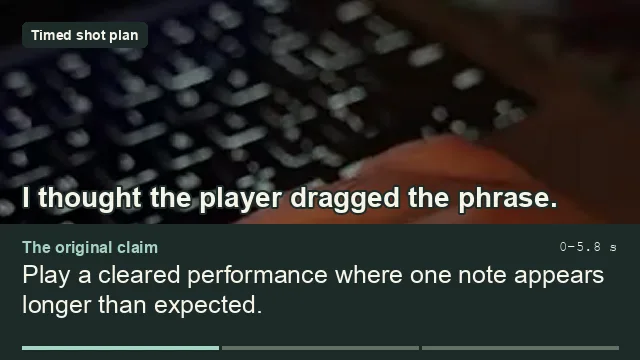 Timed shot plan
I thought the player dragged the phrase.
The original claim
0–5.8 s
Play a cleared performance where one note appears
longer than expected.